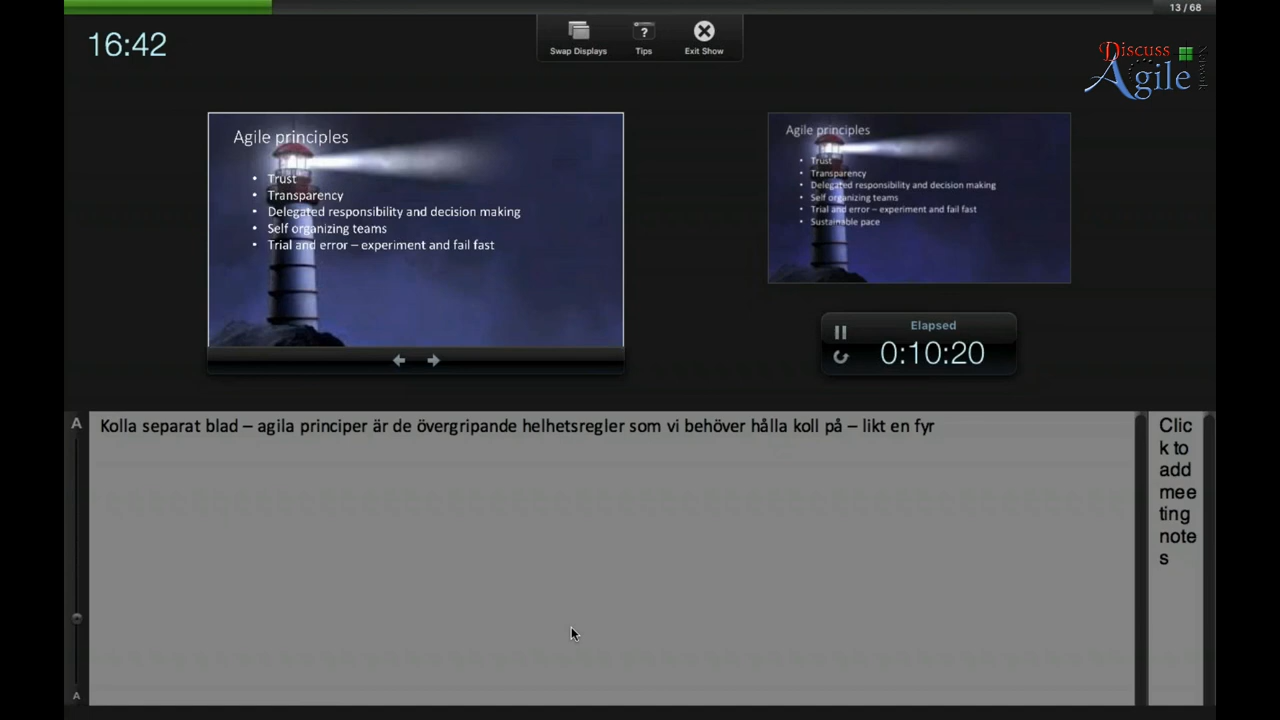 13 / 68
16:42
Swap Displays
Tips
Exit Show
Discuss
Agile
Agile principles
• Trust
• Transparency
• Delegated responsibility and decision making
• Self organizing teams
• Trial and error – experiment and fail fast
Agile principles
• Trust
• Transparency
• Delegated responsibility and decision making
• Self organizing teams
• Trial and error – experiment and fail fast
• Sustainable pace
Elapsed
0:10:20
A
Kolla separat blad – agila principer är de övergripande helhetsregler som vi behöver hålla koll på – likt en fyr
A
Clic
k to
add
mee
ting
note
s